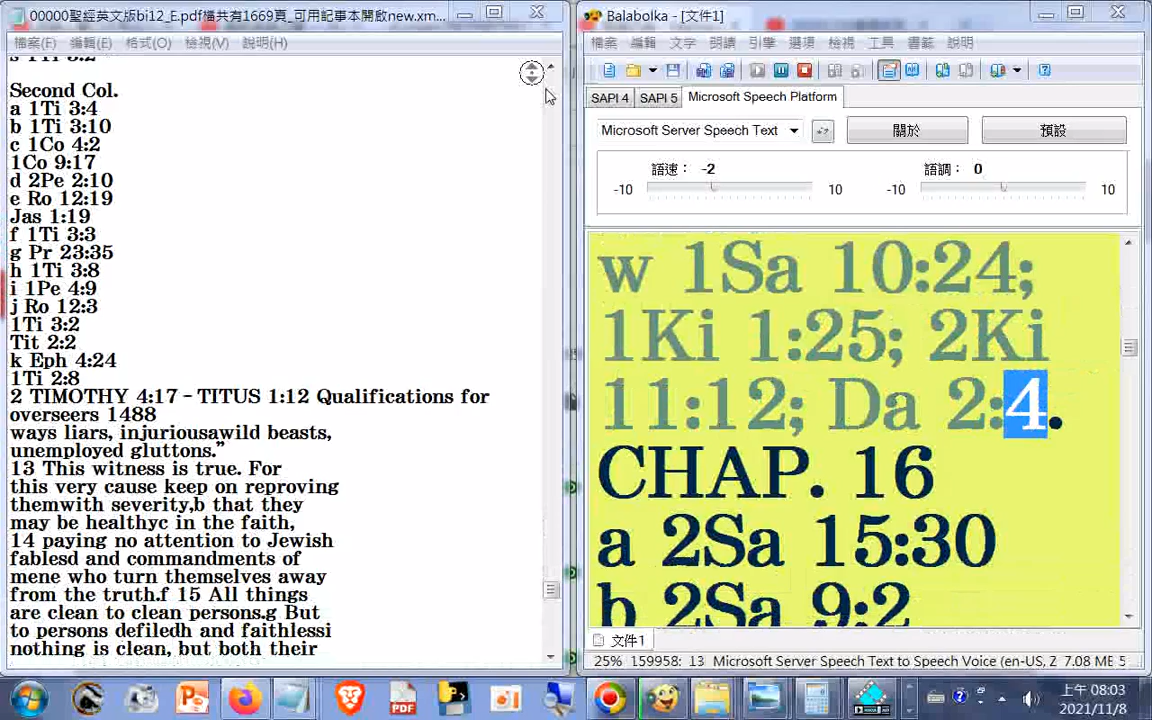 00000聖經英文版bi12_E.pdf檔共有1669頁_可用記事本開啟new.xm...
檔案(F) 編輯(E) 格式(O) 檢視(V) 說明(H)
Second Col.
a 1Ti 3:4
b 1Ti 3:10
c 1Co 4:2
1Co 9:17
d 2Pe 2:10
e Ro 12:19
Jas 1:19
f 1Ti 3:3
g Pr 23:35
h 1Ti 3:8
i 1Pe 4:9
j Ro 12:3
1Ti 3:2
Tit 2:2
k Eph 4:24
1Ti 2:8
2 TIMOTHY 4:17 – TITUS 1:12 Qualifications for
overseers 1488
ways liars, injuriousawild beasts,
unemployed gluttons.”
13 This witness is true. For
this very cause keep on reproving
themwith severity,b that they
may be healthyc in the faith,
14 paying no attention to Jewish
fablesd and commandments of
mene who turn themselves away
from the truth.f 15 All things
are clean to clean persons.g But
to persons defiledh and faithlessi
nothing is clean, but both their
Balabolka - [文件1]
檔案 編輯 文字 朗讀 引擎 選項 檢視 工具 書籤 說明
SAPI 4 SAPI 5 Microsoft Speech Platform
Microsoft Server Speech Text 關於 預設
語速： -2 語調： 0
-10 10 -10 10
w 1Sa 10:24;
1Ki 1:25; 2Ki
11:12; Da 2:4.
CHAP. 16
a 2Sa 15:30
b 2Sa 9:2
文件1
25% 159958: 13 Microsoft Server Speech Text to Speech Voice (en-US, 2 7.08 MB 5
上午 08:03
2021/11/8